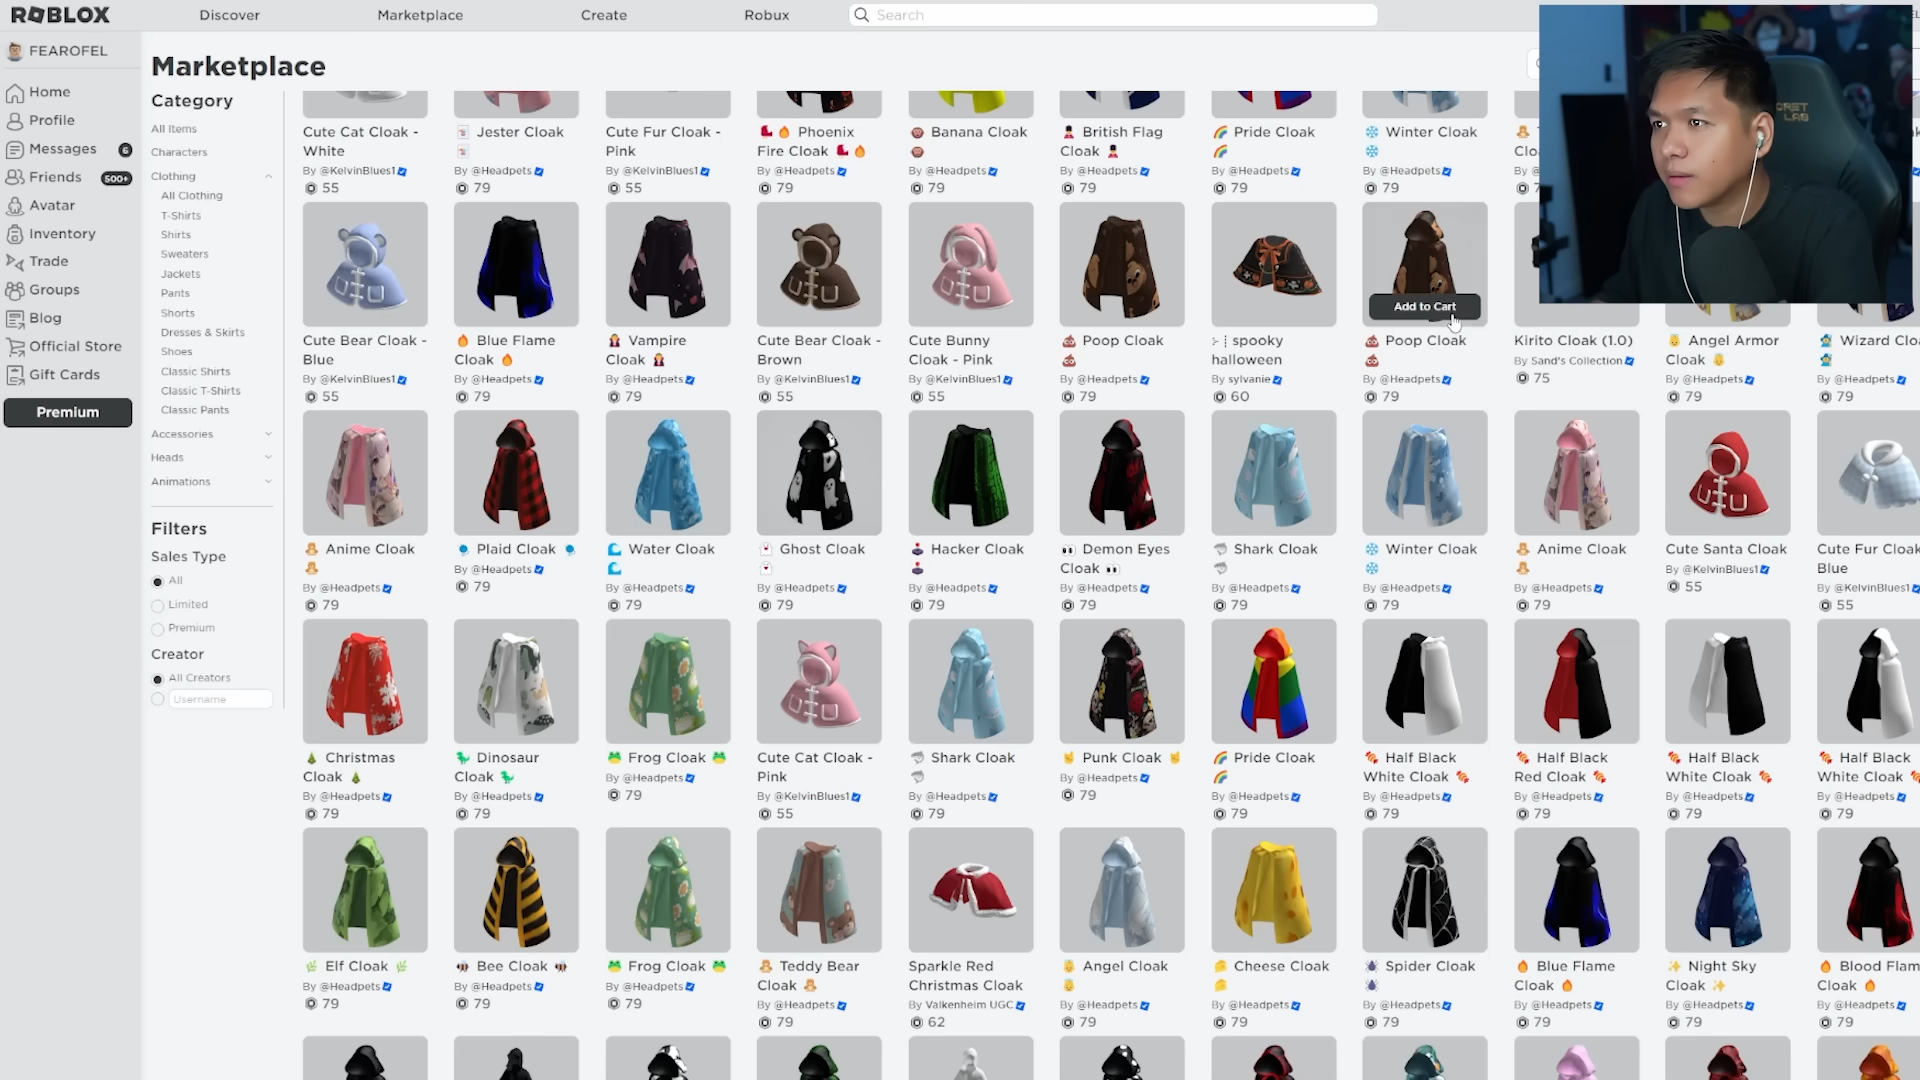 ROBLOX
Discover
Marketplace
Create
Robux
Search
FEAROFEL
Home
Profile
Messages 6
Friends 500+
Avatar
Inventory
Trade
Groups
Blog
Official Store
Gift Cards
Premium
Marketplace
Category
All Items
Characters
Clothing
All Clothing
T-Shirts
Shirts
Sweaters
Jackets
Pants
Shorts
Dresses & Skirts
Shoes
Classic Shirts
Classic T-Shirts
Classic Pants
Accessories
Heads
Animations
Filters
Sales Type
All
Limited
Premium
Creator
All Creators
Username
Cute Cat Cloak -
White
By @KelvinBlues1
55
Jester Cloak
By @Headpets
79
Cute Fur Cloak -
Pink
By @KelvinBlues1
55
Phoenix
Fire Cloak
By @Headpets
79
Banana Cloak
By @Headpets
79
British Flag
Cloak
By @Headpets
79
Pride Cloak
By @Headpets
79
Winter Cloak
By @Headpets
79
Cute Bear Cloak -
Blue
By @KelvinBlues1
55
Blue Flame
Cloak
By @Headpets
79
Vampire
Cloak
By @Headpets
79
Cute Bear Cloak -
Brown
By @KelvinBlues1
55
Cute Bunny
Cloak - Pink
By @KelvinBlues1
55
Poop Cloak
By @Headpets
79
spooky
halloween
By sylvanie
60
Add to Cart
Poop Cloak
By @Headpets
79
Kirito Cloak (1.0)
By Sand's Collection
75
Angel Armor
Cloak
By @Headpets
79
Wizard Clo
By @Headpets
79
Anime Cloak
By @Headpets
79
Plaid Cloak
By @Headpets
79
Water Cloak
By @Headpets
79
Ghost Cloak
By @Headpets
79
Hacker Cloak
By @Headpets
79
Demon Eyes
Cloak
By @Headpets
79
Shark Cloak
By @Headpets
79
Winter Cloak
By @Headpets
79
Anime Cloak
By @Headpets
79
Cute Santa Cloak
By @KelvinBlues1
55
Cute Fur Cloak
Blue
By @KelvinBlues1
55
Christmas
Cloak
By @Headpets
79
Dinosaur
Cloak
By @Headpets
79
Frog Cloak
By @Headpets
79
Cute Cat Cloak -
Pink
By @KelvinBlues1
55
Shark Cloak
By @Headpets
79
Punk Cloak
By @Headpets
79
Pride Cloak
By @Headpets
79
Half Black
White Cloak
By @Headpets
79
Half Black
Red Cloak
By @Headpets
79
Half Black
White Cloak
By @Headpets
79
Half Black
White Cloak
By @Headpets
79
Elf Cloak
By @Headpets
79
Bee Cloak
By @Headpets
79
Frog Cloak
By @Headpets
79
Teddy Bear
Cloak
By @Headpets
79
Sparkle Red
Christmas Cloak
By Valkenheim UGC
62
Angel Cloak
By @Headpets
79
Cheese Cloak
By @Headpets
79
Spider Cloak
By @Headpets
79
Blue Flame
Cloak
By @Headpets
79
Night Sky
Cloak
By @Headpets
79
Blood Flam
Cloak
By @Headpets
79